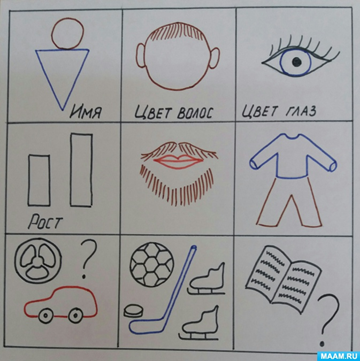 Имя
Цвет волос
Цвет глаз
Рост
?
?
MAAM.RU